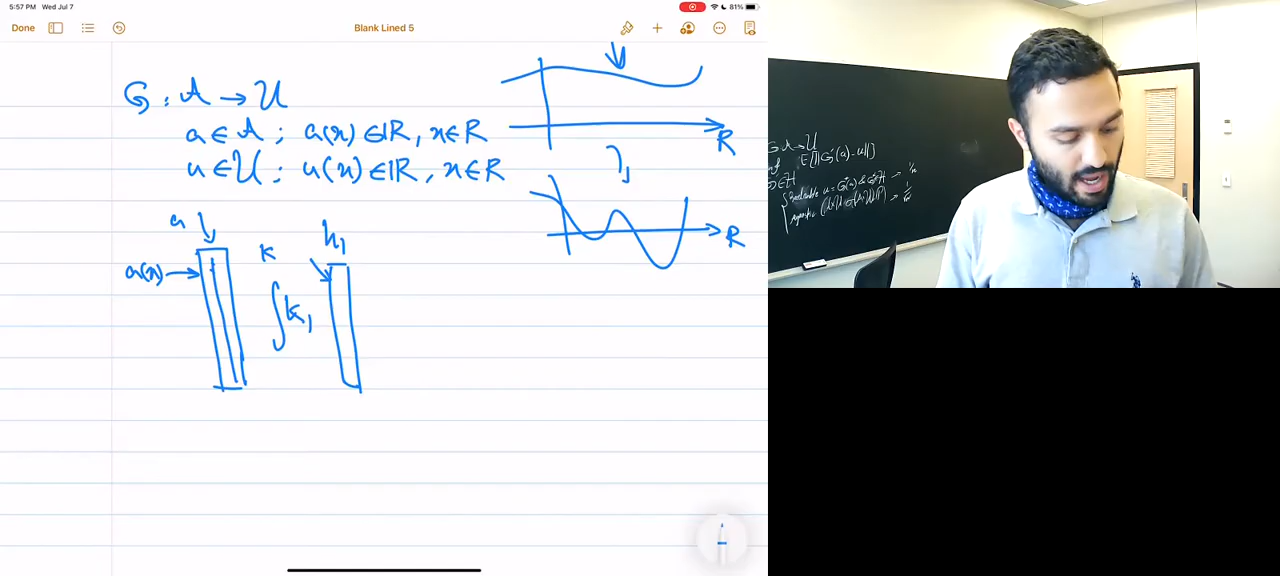 5:57 PM Wed Jul 7
81%
Done
Blank Lined 5
G : A → U
a ∈ A ; a(x) ∈ R, x ∈ R
u ∈ U ; u(x) ∈ R, x ∈ R
R
R
a
a(x) →
K
∫ k₁
h₁
G: A → U
E[||G(a) - u||]